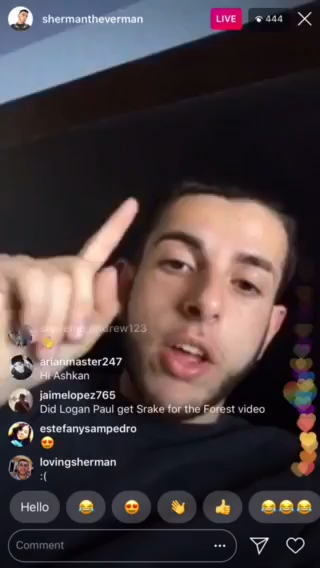 shermantheverman
LIVE
444
andrew123
arianmaster247
Hi Ashkan
jaimelopez765
Did Logan Paul get Srake for the Forest video
estefanysampedro
😍
lovingsherman
:(
Hello 😂 😍 👋 👍 😂😂😂
Comment